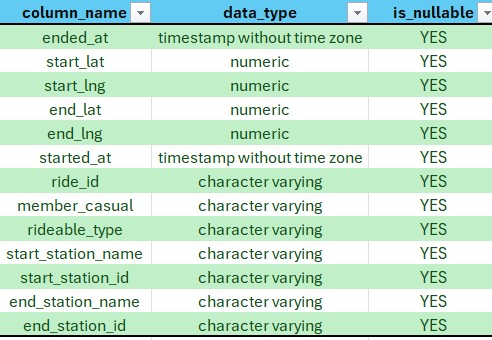 column_name data_type is_nullable
ended_at timestamp without time zone YES
start_lat numeric YES
start_lng numeric YES
end_lat numeric YES
end_lng numeric YES
started_at timestamp without time zone YES
ride_id character varying YES
member_casual character varying YES
rideable_type character varying YES
start_station_name character varying YES
start_station_id character varying YES
end_station_name character varying YES
end_station_id character varying YES